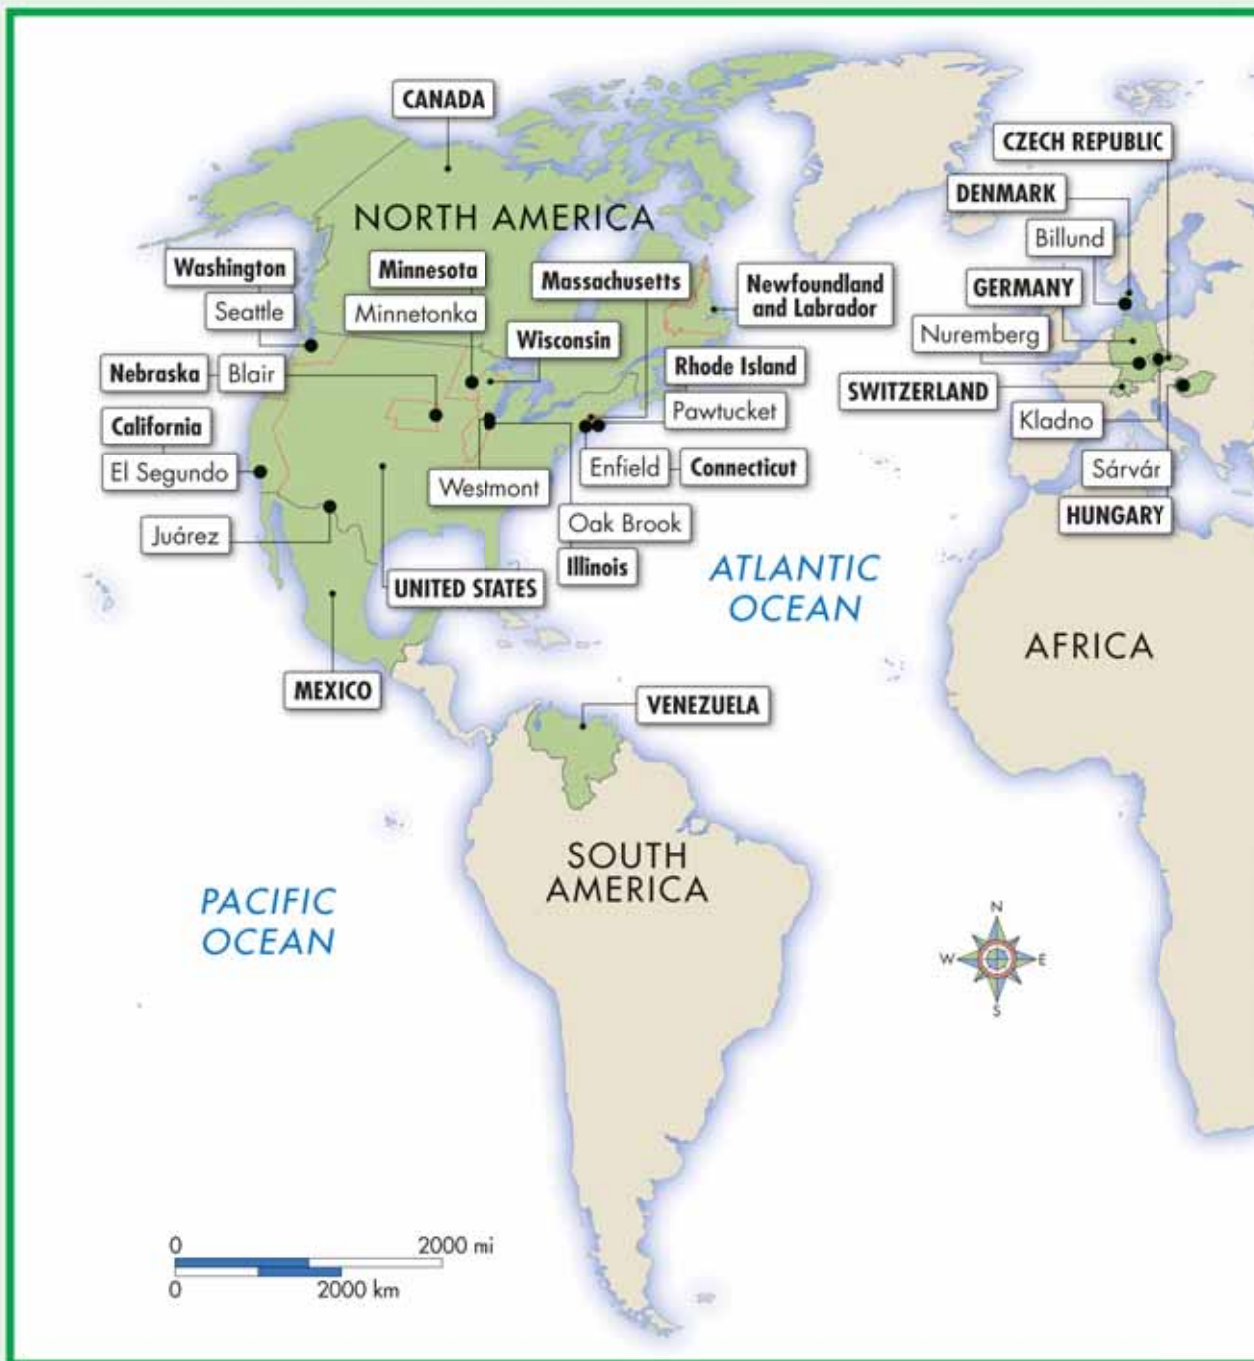 CANADA
CZECH REPUBLIC
DENMARK
NORTH AMERICA
Billund
Washington
Minnesota
Massachusetts
Newfoundland
and Labrador
GERMANY
Seattle
Minnetonka
Nuremberg
Wisconsin
Rhode Island
Nebraska
Blair
SWITZERLAND
Pawtucket
Kladno
California
El Segundo
Westmont
Enfield
Connecticut
Sárvár
Oak Brook
HUNGARY
Juárez
Illinois
UNITED STATES
ATLANTIC
OCEAN
AFRICA
MEXICO
VENEZUELA
SOUTH
AMERICA
PACIFIC
OCEAN
N
W
E
S
0
2000 mi
0
2000 km